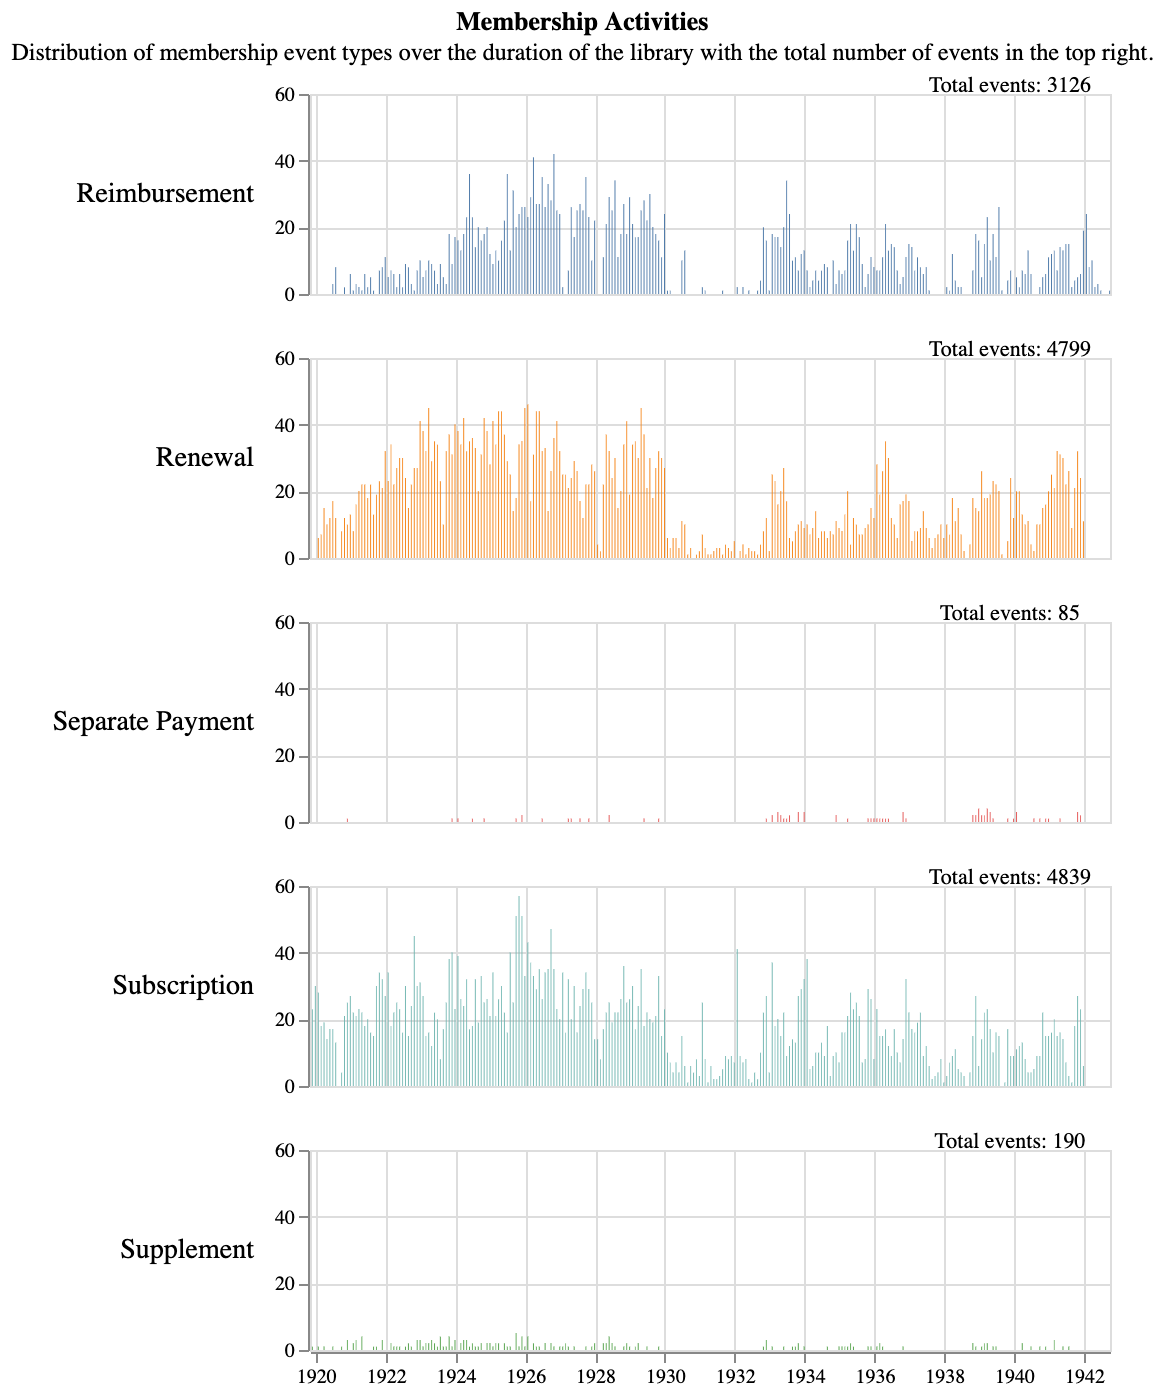 Membership Activities
Distribution of membership event types over the duration of the library with the total number of events in the top right.
Total events: 3126
60
40
Reimbursement
20
0
Total events: 4799
60
40
Renewal
20
0
Total events: 85
60
40
Separate Payment
20
0
Total events: 4839
60
40
Subscription
20
0
Total events: 190
60
40
Supplement
20
0
1920 1922 1924 1926 1928 1930 1932 1934 1936 1938 1940 1942